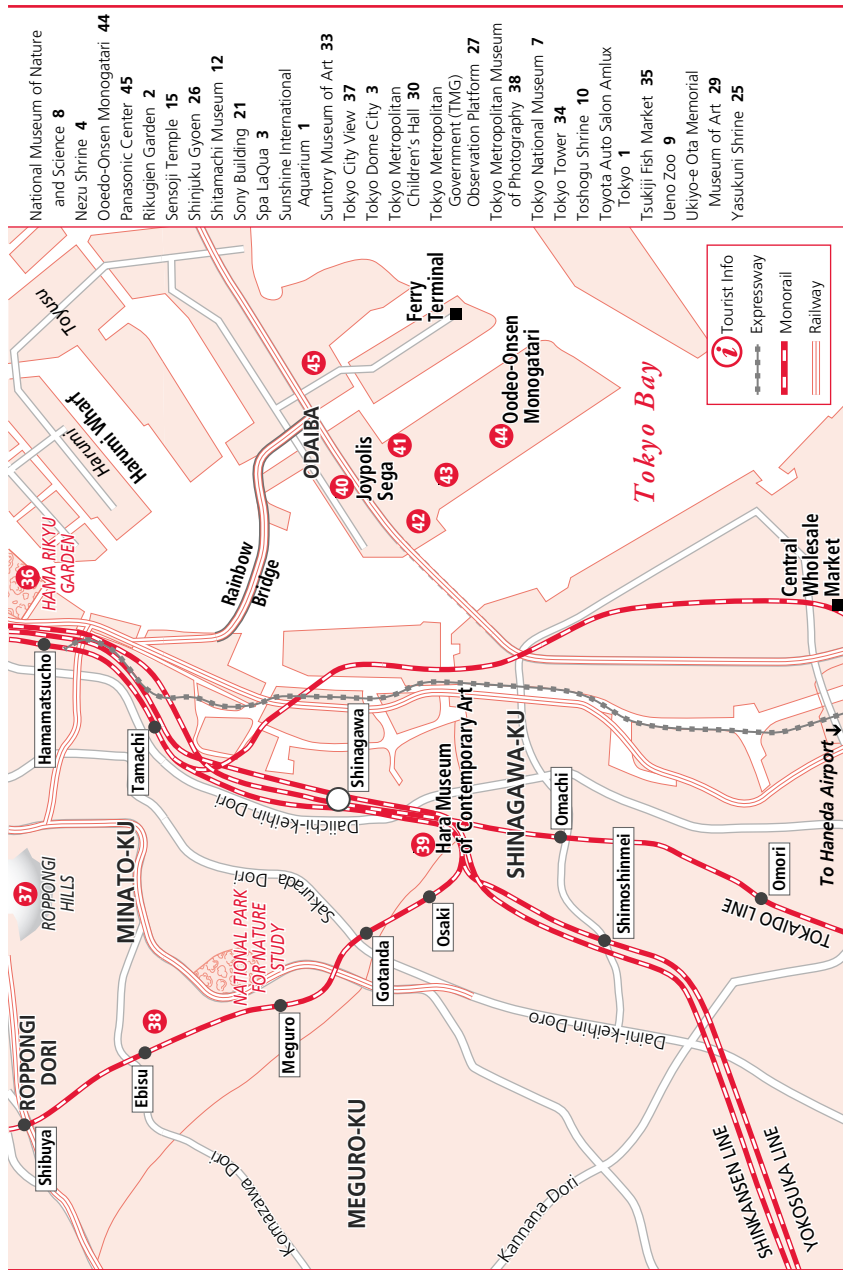 ROPPONGI
DORI
Shibuya
Ebisu
38
Meguro
37
ROPPONGI
HILLS
MINATO-KU
NATIONAL PARK
FOR NATURE
STUDY
Sakurada Dori
Gotanda
Osaki
MEGURO-KU
Komazawa Dori
Kannana Dori
Daini-keihin Doro
SHINKANSEN LINE
YOKOSUKA LINE
Hamamatsucho
Tamachi
Daiichi-keihin Dori
Shinagawa
39
Hara Museum
of Contemporary Art
SHINAGAWA-KU
Omachi
Shimoshinmei
Omori
TOKAIDO LINE
To Haneda Airport
36
HAMA RIKYU
GARDEN
Harumi
Harumi Wharf
Toyusu
Rainbow
Bridge
ODAIBA
45
40
Joypolis
Sega
41
42
43
44
Oodeo-Onsen
Monogatari
Ferry
Terminal
Tokyo Bay
Central
Wholesale
Market
i Tourist Info
Expressway
Monorail
Railway
National Museum of Nature
and Science 8
Nezu Shrine 4
Ooedo-Onsen Monogatari 44
Panasonic Center 45
Rikugien Garden 2
Sensoji Temple 15
Shinjuku Gyoen 26
Shitamachi Museum 12
Sony Building 21
Spa LaQua 3
Sunshine International
Aquarium 1
Suntory Museum of Art 33
Tokyo City View 37
Tokyo Dome City 3
Tokyo Metropolitan
Children's Hall 30
Tokyo Metropolitan
Government (TMG)
Observation Platform 27
Tokyo Metropolitan Museum
of Photography 38
Tokyo National Museum 7
Tokyo Tower 34
Toshogu Shrine 10
Toyota Auto Salon Amlux
Tokyo 1
Tsukiji Fish Market 35
Ueno Zoo 9
Ukiyo-e Ota Memorial
Museum of Art 29
Yasukuni Shrine 25